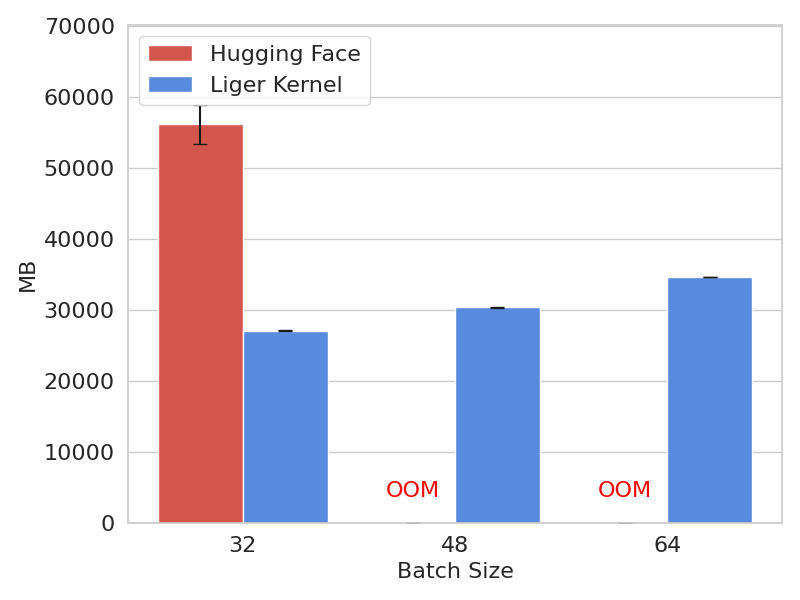 70000
60000
50000
40000
30000
20000
10000
0
MB
Hugging Face
Liger Kernel
OOM
OOM
32
48
64
Batch Size